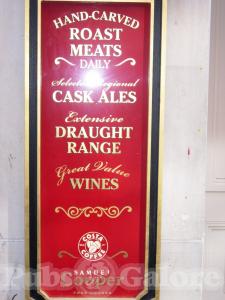 HAND-CARVED
ROAST
MEATS
DAILY
Selected Regional
CASK ALES
Extensive
DRAUGHT
RANGE
Great Value
WINES
COSTA
COFFEE
SAMUEL
Cooper
PubsGalore